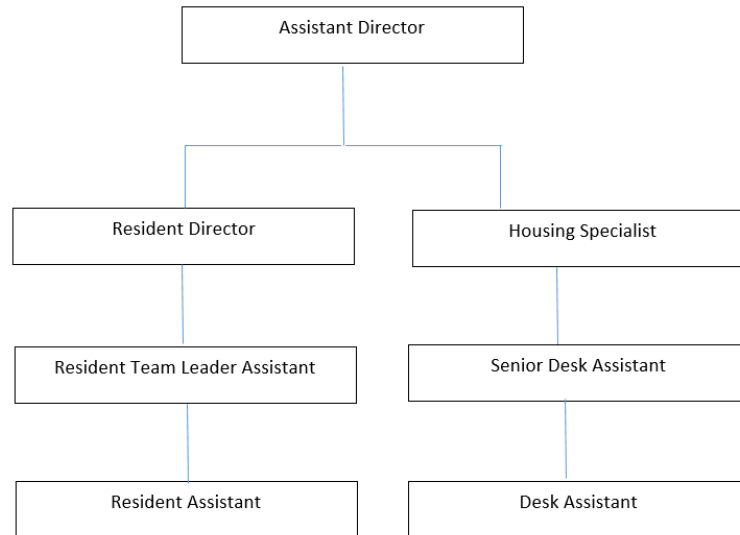 Assistant Director
Resident Director
Housing Specialist
Resident Team Leader Assistant
Senior Desk Assistant
Resident Assistant
Desk Assistant